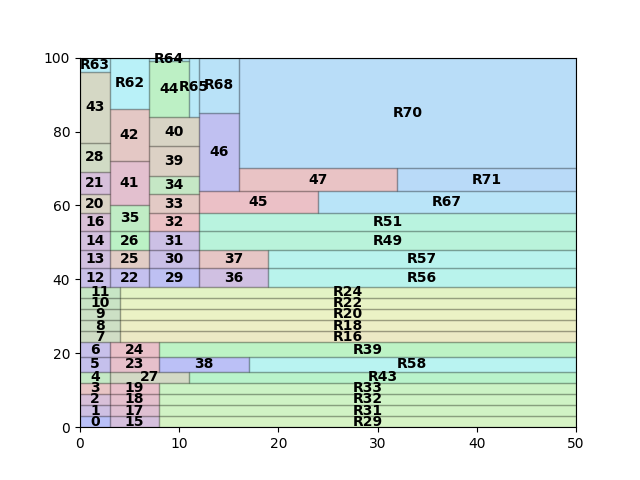 100 R63 R64
R62 44 R65 R68 R70
43
80
42 40 46
28 39
41 34 47 R71
21
60 20 33 45 R67
35
16 32 R51
14 26 31 R49
13 25 30 37 R57
40
12 22 29 36 R56
11 R24
10 R22
9 R20
8 R18
7 R16
20 6 24 R39
5 23 38 R58
4 27 R43
3 19 R33
2 18 R32
1 17 R31
0 0 15 R29
0 10 20 30 40 50